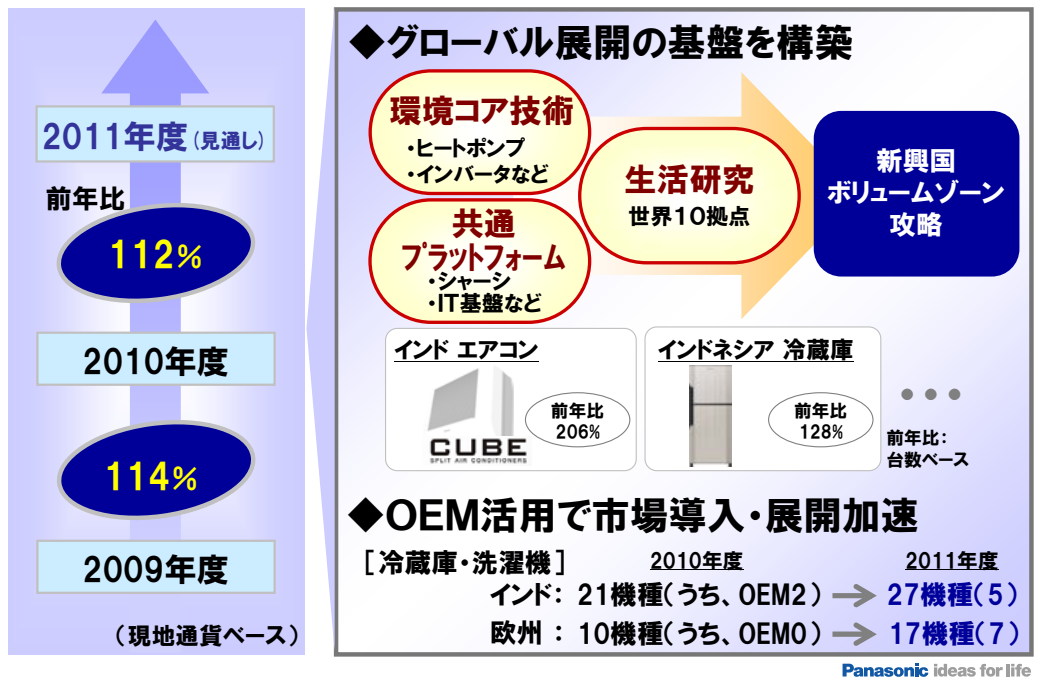 2011年度(見通し)
前年比
112%
2010年度
114%
2009年度
(現地通貨ベース)
◆グローバル展開の基盤を構築
環境コア技術
・ヒートポンプ
・インバータなど
共通
プラットフォーム
・シャーシ
・IT基盤など
生活研究
世界10拠点
新興国
ボリュームゾーン
攻略
インド エアコン
CUBE
SPLIT AIR CONDITIONERS
前年比
206%
インドネシア 冷蔵庫
前年比
128%
●●●
前年比:
台数ベース
◆OEM活用で市場導入・展開加速
[冷蔵庫・洗濯機] 2010年度 2011年度
インド: 21機種(うち、OEM2) → 27機種(5)
欧州: 10機種(うち、OEM0) → 17機種(7)
Panasonic ideas for life